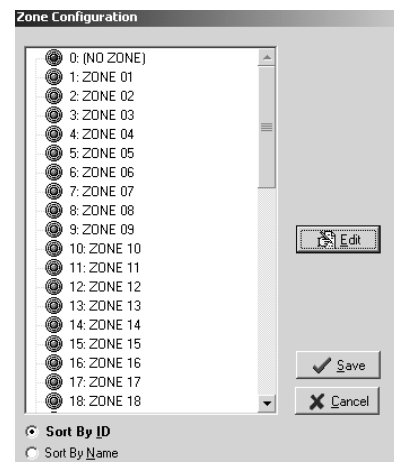 Zone Configuration
0: (NO ZONE)
1: ZONE 01
2: ZONE 02
3: ZONE 03
4: ZONE 04
5: ZONE 05
6: ZONE 06
7: ZONE 07
8: ZONE 08
9: ZONE 09
10: ZONE 10
11: ZONE 11
12: ZONE 12
13: ZONE 13
14: ZONE 14
15: ZONE 15
16: ZONE 16
17: ZONE 17
18: ZONE 18
Edit
Save
Cancel
Sort By ID
Sort By Name